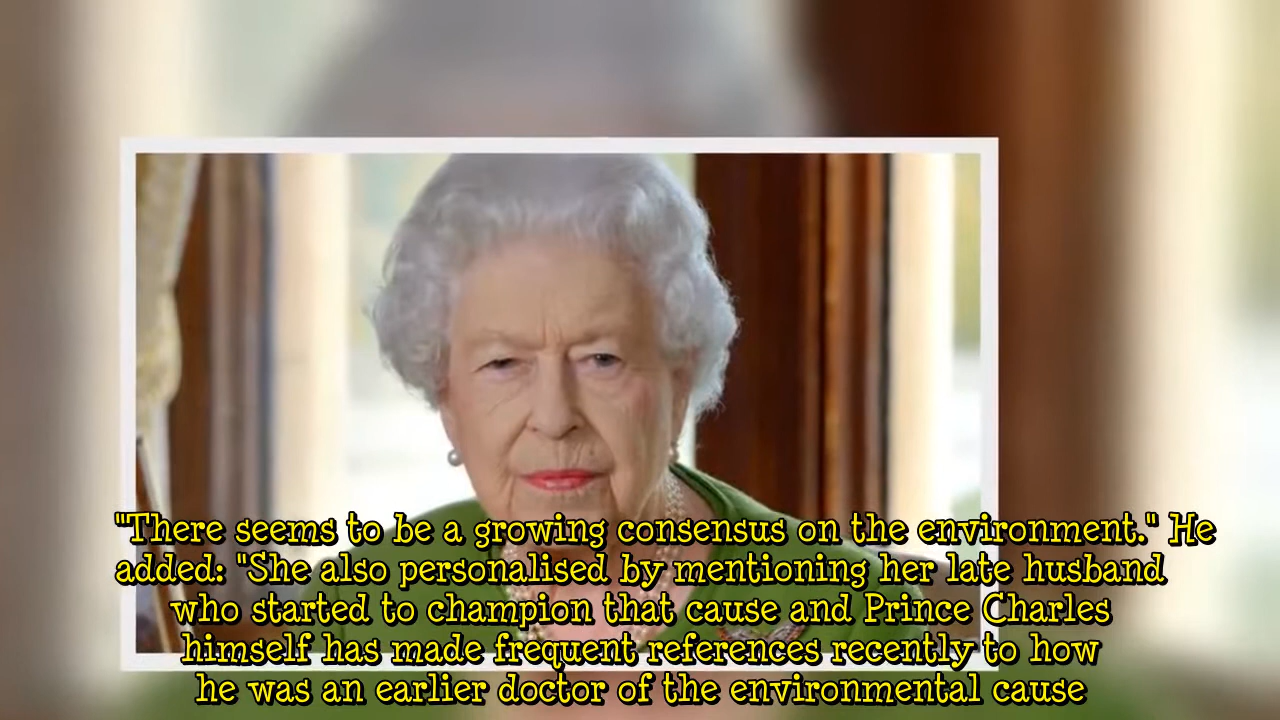 "There seems to be a growing consensus on the environment." He
added: "She also personalised by mentioning her late husband
who started to champion that cause and Prince Charles
himself has made frequent references recently to how
he was an earlier doctor of the environmental cause